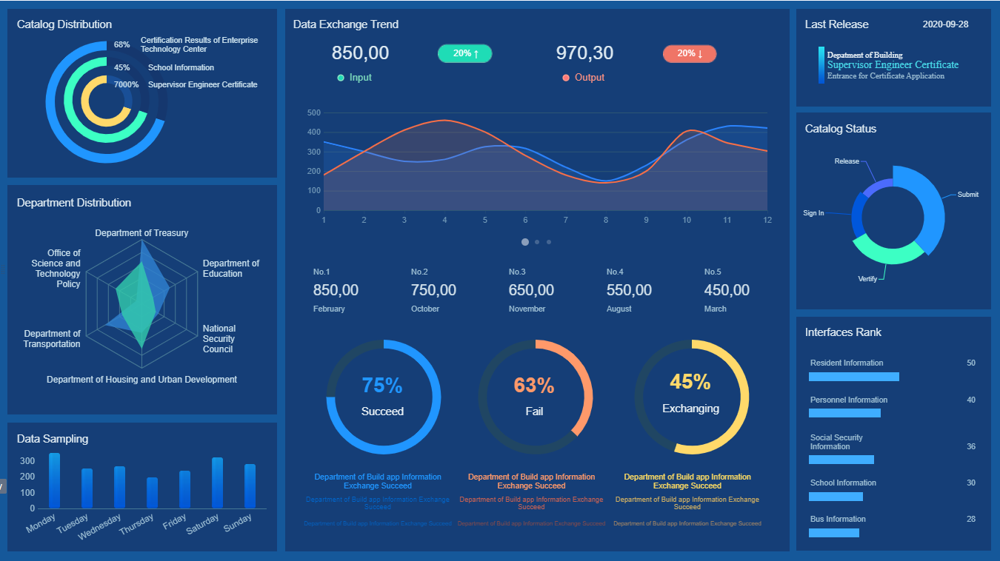 Catalog Distribution
68%
Certification Results of Enterprise
Technology Center
45%
School Information
7000%
Supervisor Engineer Certificate
Department Distribution
Department of Treasury
Office of
Science and
Technology
Policy
Department of
Education
Department of
Transportation
National
Security
Council
Department of Housing and Urban Development
Data Sampling
300
200
100
0
Monday
Tuesday
Wednesday
Thursday
Friday
Saturday
Sunday
y
Data Exchange Trend
850,00
20% ↑
970,30
20% ↓
Input
Output
500
400
300
200
100
0
1 2 3 4 5 6 7 8 9 10 11 12
No.1 No.2 No.3 No.4 No.5
850,00 750,00 650,00 550,00 450,00
February October November August March
75%
Succeed
63%
Fail
45%
Exchanging
Department of Build app Information
Exchange Succeed
Department of Build app Information Exchange
Succeed
Department of Build app Information Exchange Succeed
Department of Build app Information
Exchange Succeed
Department of Build app Information Exchange
Succeed
Department of Build app Information Exchange Succeed
Department of Build app Information
Exchange Succeed
Department of Build app Information Exchange
Succeed
Department of Build app Information Exchange Succeed
Last Release
2020-09-28
Depatment of Building
Supervisor Engineer Certificate
Entrance for Certificate Application
Catalog Status
Release
Submit
Sign In
Vertify
Interfaces Rank
Resident Information 50
Personnel Information 40
Social Security
Information 36
School Information 30
Bus Information 28